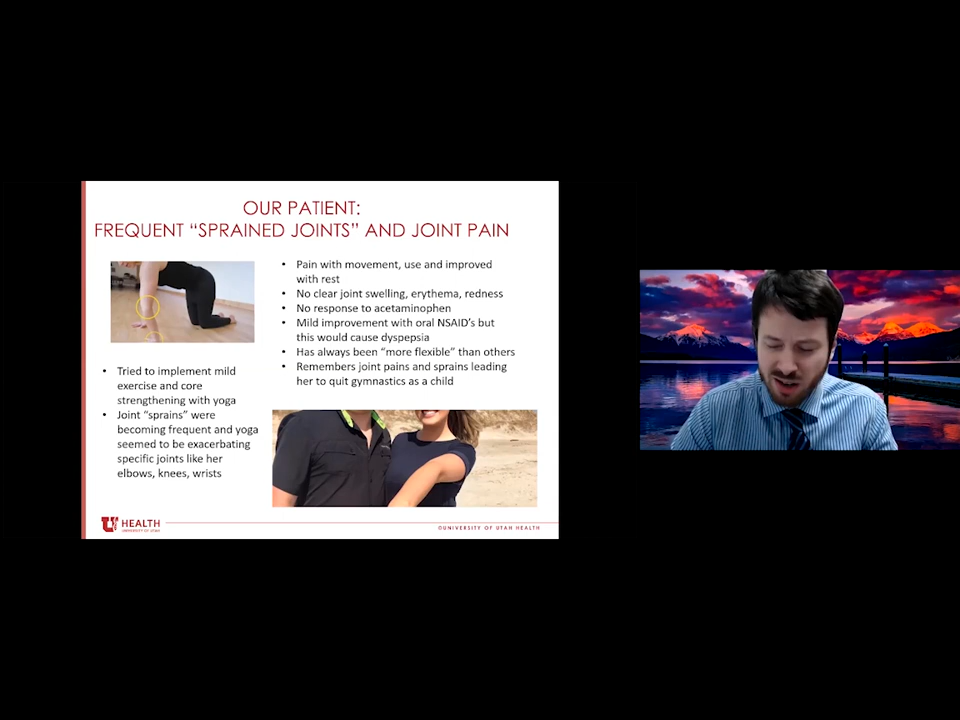 OUR PATIENT:
FREQUENT “SPRAINED JOINTS” AND JOINT PAIN
• Pain with movement, use and improved
with rest
• No clear joint swelling, erythema, redness
• No response to acetaminophen
• Mild improvement with oral NSAID’s but
this would cause dyspepsia
• Has always been “more flexible” than others
• Remembers joint pains and sprains leading
her to quit gymnastics as a child
• Tried to implement mild
exercise and core
strengthening with yoga
• Joint “sprains” were
becoming frequent and yoga
seemed to be exacerbating
specific joints like her
elbows, knees, wrists
U HEALTH
UNIVERSITY OF UTAH
©UNIVERSITY OF UTAH HEALTH